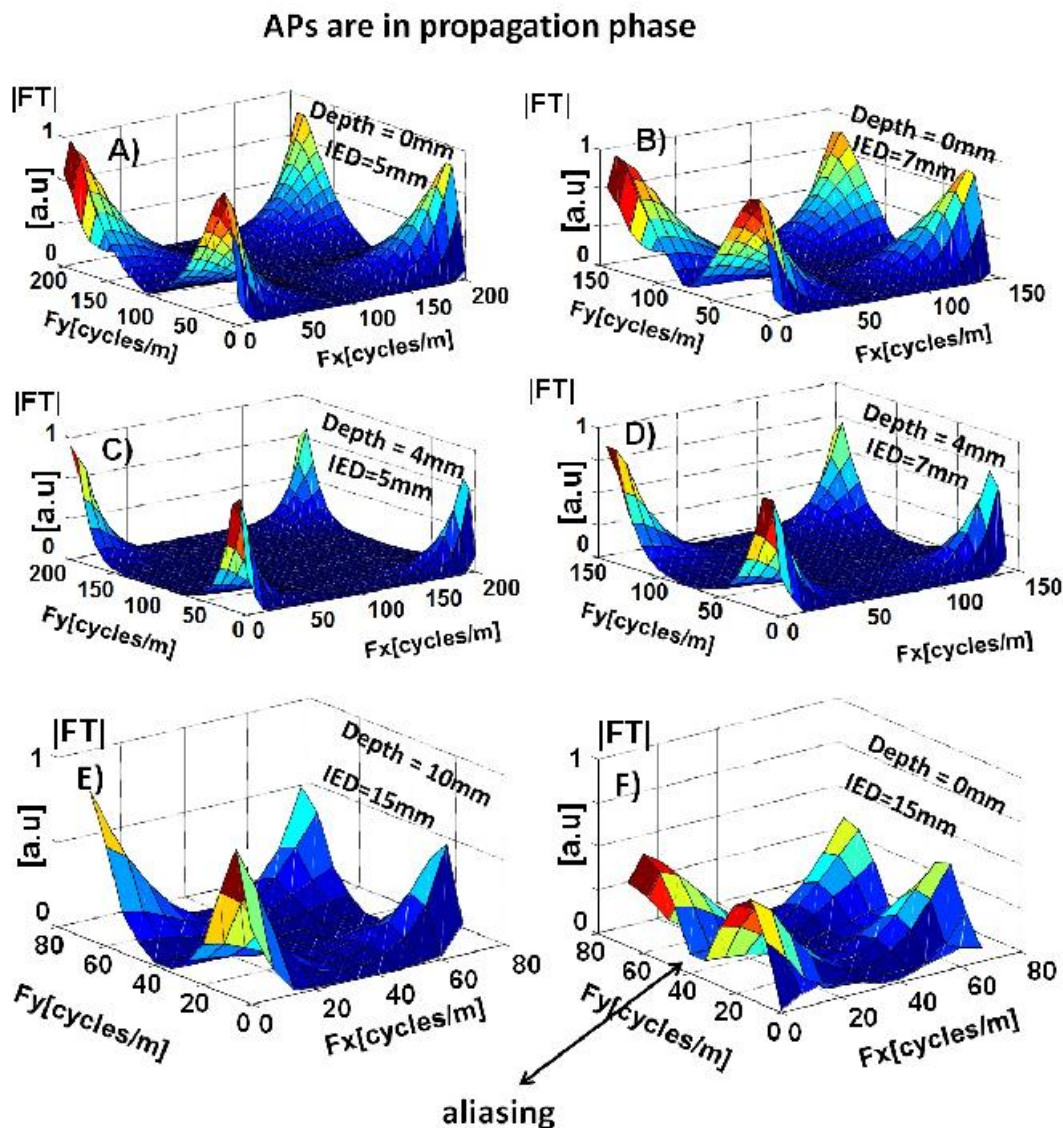 APs are in propagation phase
|FT|
A)
Depth = 0mm
IED=5mm
1
[a.u]
0
200
150
100
50
0
Fy[cycles/m]
0
50
100
150
200
Fx[cycles/m]
|FT|
B)
Depth = 0mm
IED=7mm
1
[a.u]
0
150
100
50
0
Fy[cycles/m]
0
50
100
150
Fx[cycles/m]
|FT|
C)
Depth = 4mm
IED=5mm
1
[a.u]
0
200
150
100
50
0
Fy[cycles/m]
0
50
100
150
200
Fx[cycles/m]
|FT|
D)
Depth = 4mm
IED=7mm
1
[a.u]
0
150
100
50
0
Fy[cycles/m]
0
50
100
150
Fx[cycles/m]
|FT|
E)
Depth = 10mm
IED=15mm
1
[a.u]
0
80
60
40
20
0
Fy[cycles/m]
0
20
40
60
80
Fx[cycles/m]
|FT|
F)
Depth = 0mm
IED=15mm
1
[a.u]
0
80
60
40
20
0
Fy[cycles/m]
0
20
40
60
80
Fx[cycles/m]
aliasing